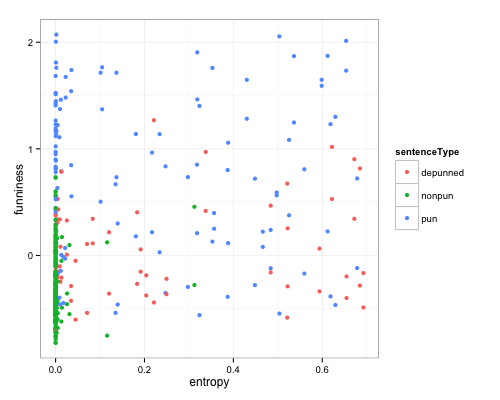 2
1
0
funniness
0.0 0.2 0.4 0.6
entropy
sentenceType
depunned
nonpun
pun